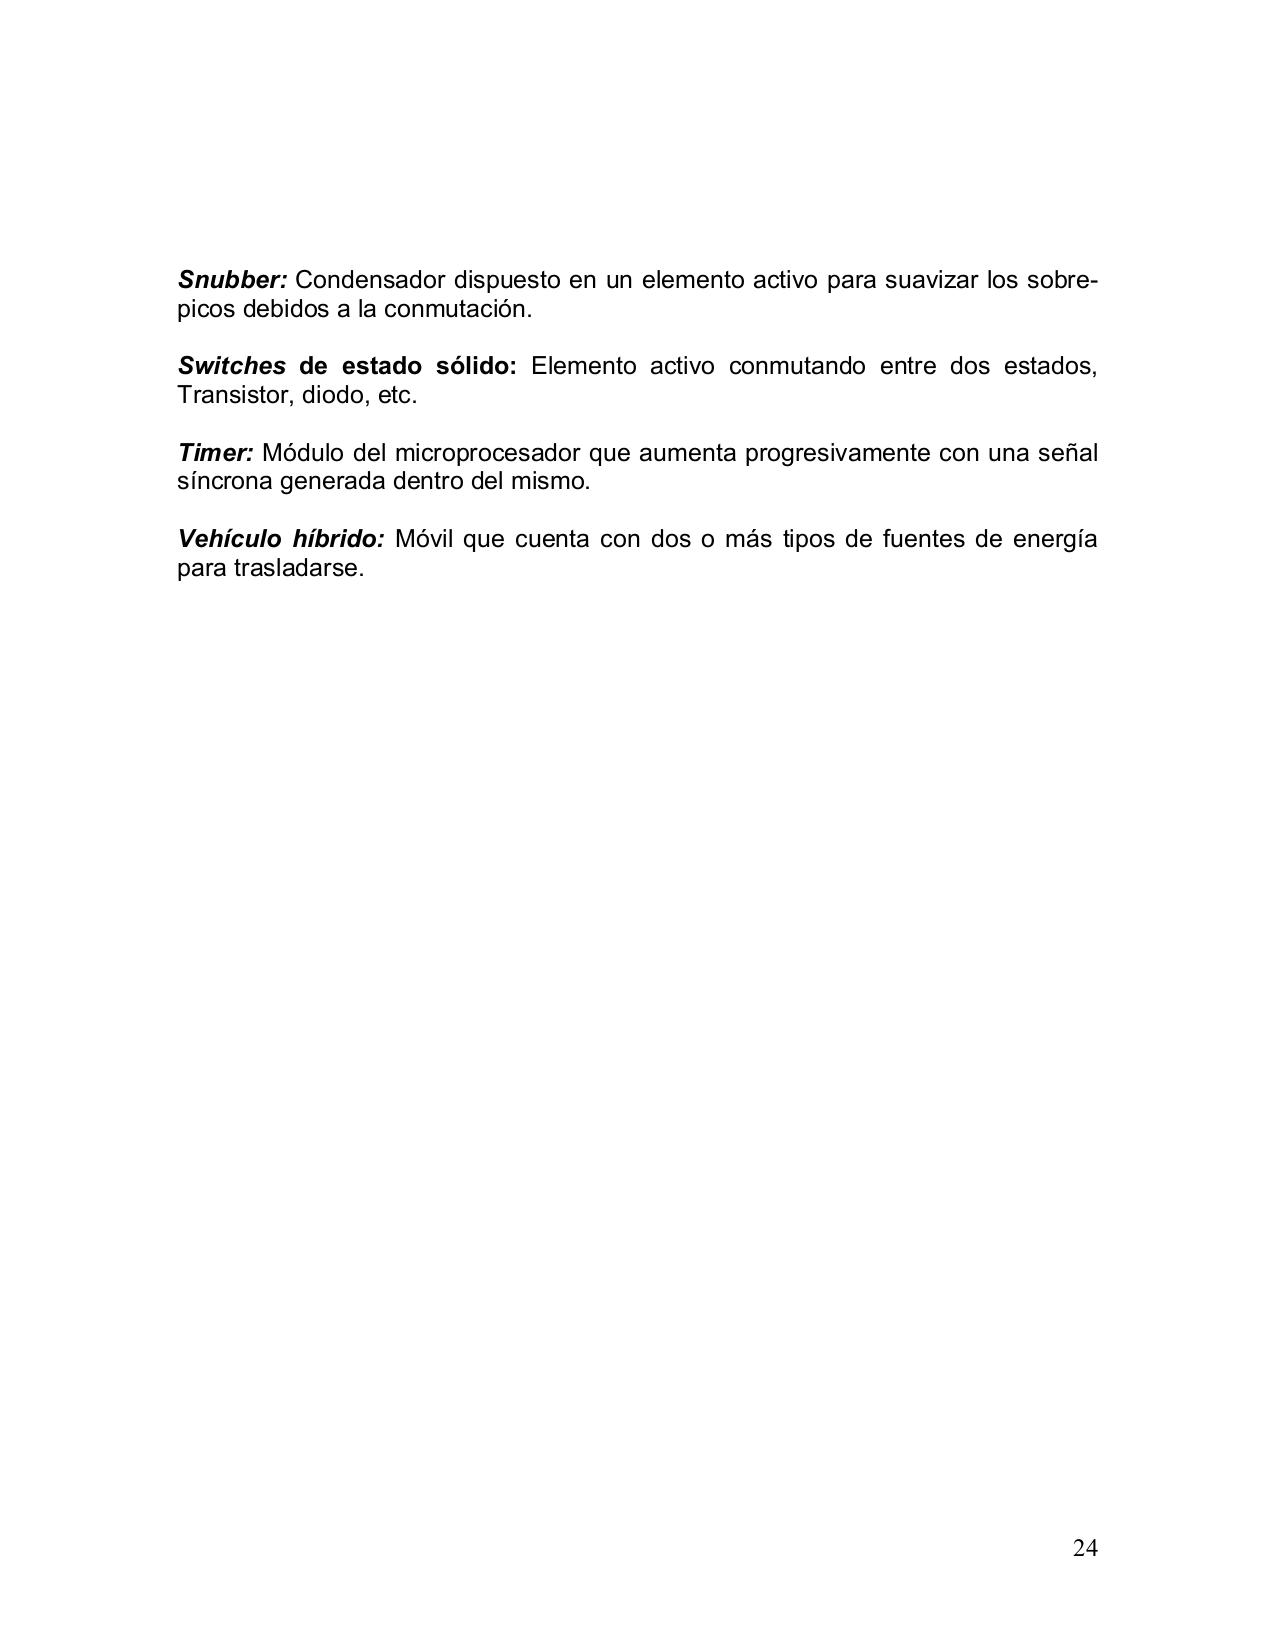 Snubber: Condensador dispuesto en un elemento activo para suavizar los sobre-
picos debidos a la conmutación.
Switches de estado sólido: Elemento activo conmutando entre dos estados,
Transistor, diodo, etc.
Timer: Módulo del microprocesador que aumenta progresivamente con una señal
síncrona generada dentro del mismo.
Vehículo híbrido: Móvil que cuenta con dos o más tipos de fuentes de energía
para trasladarse.
24